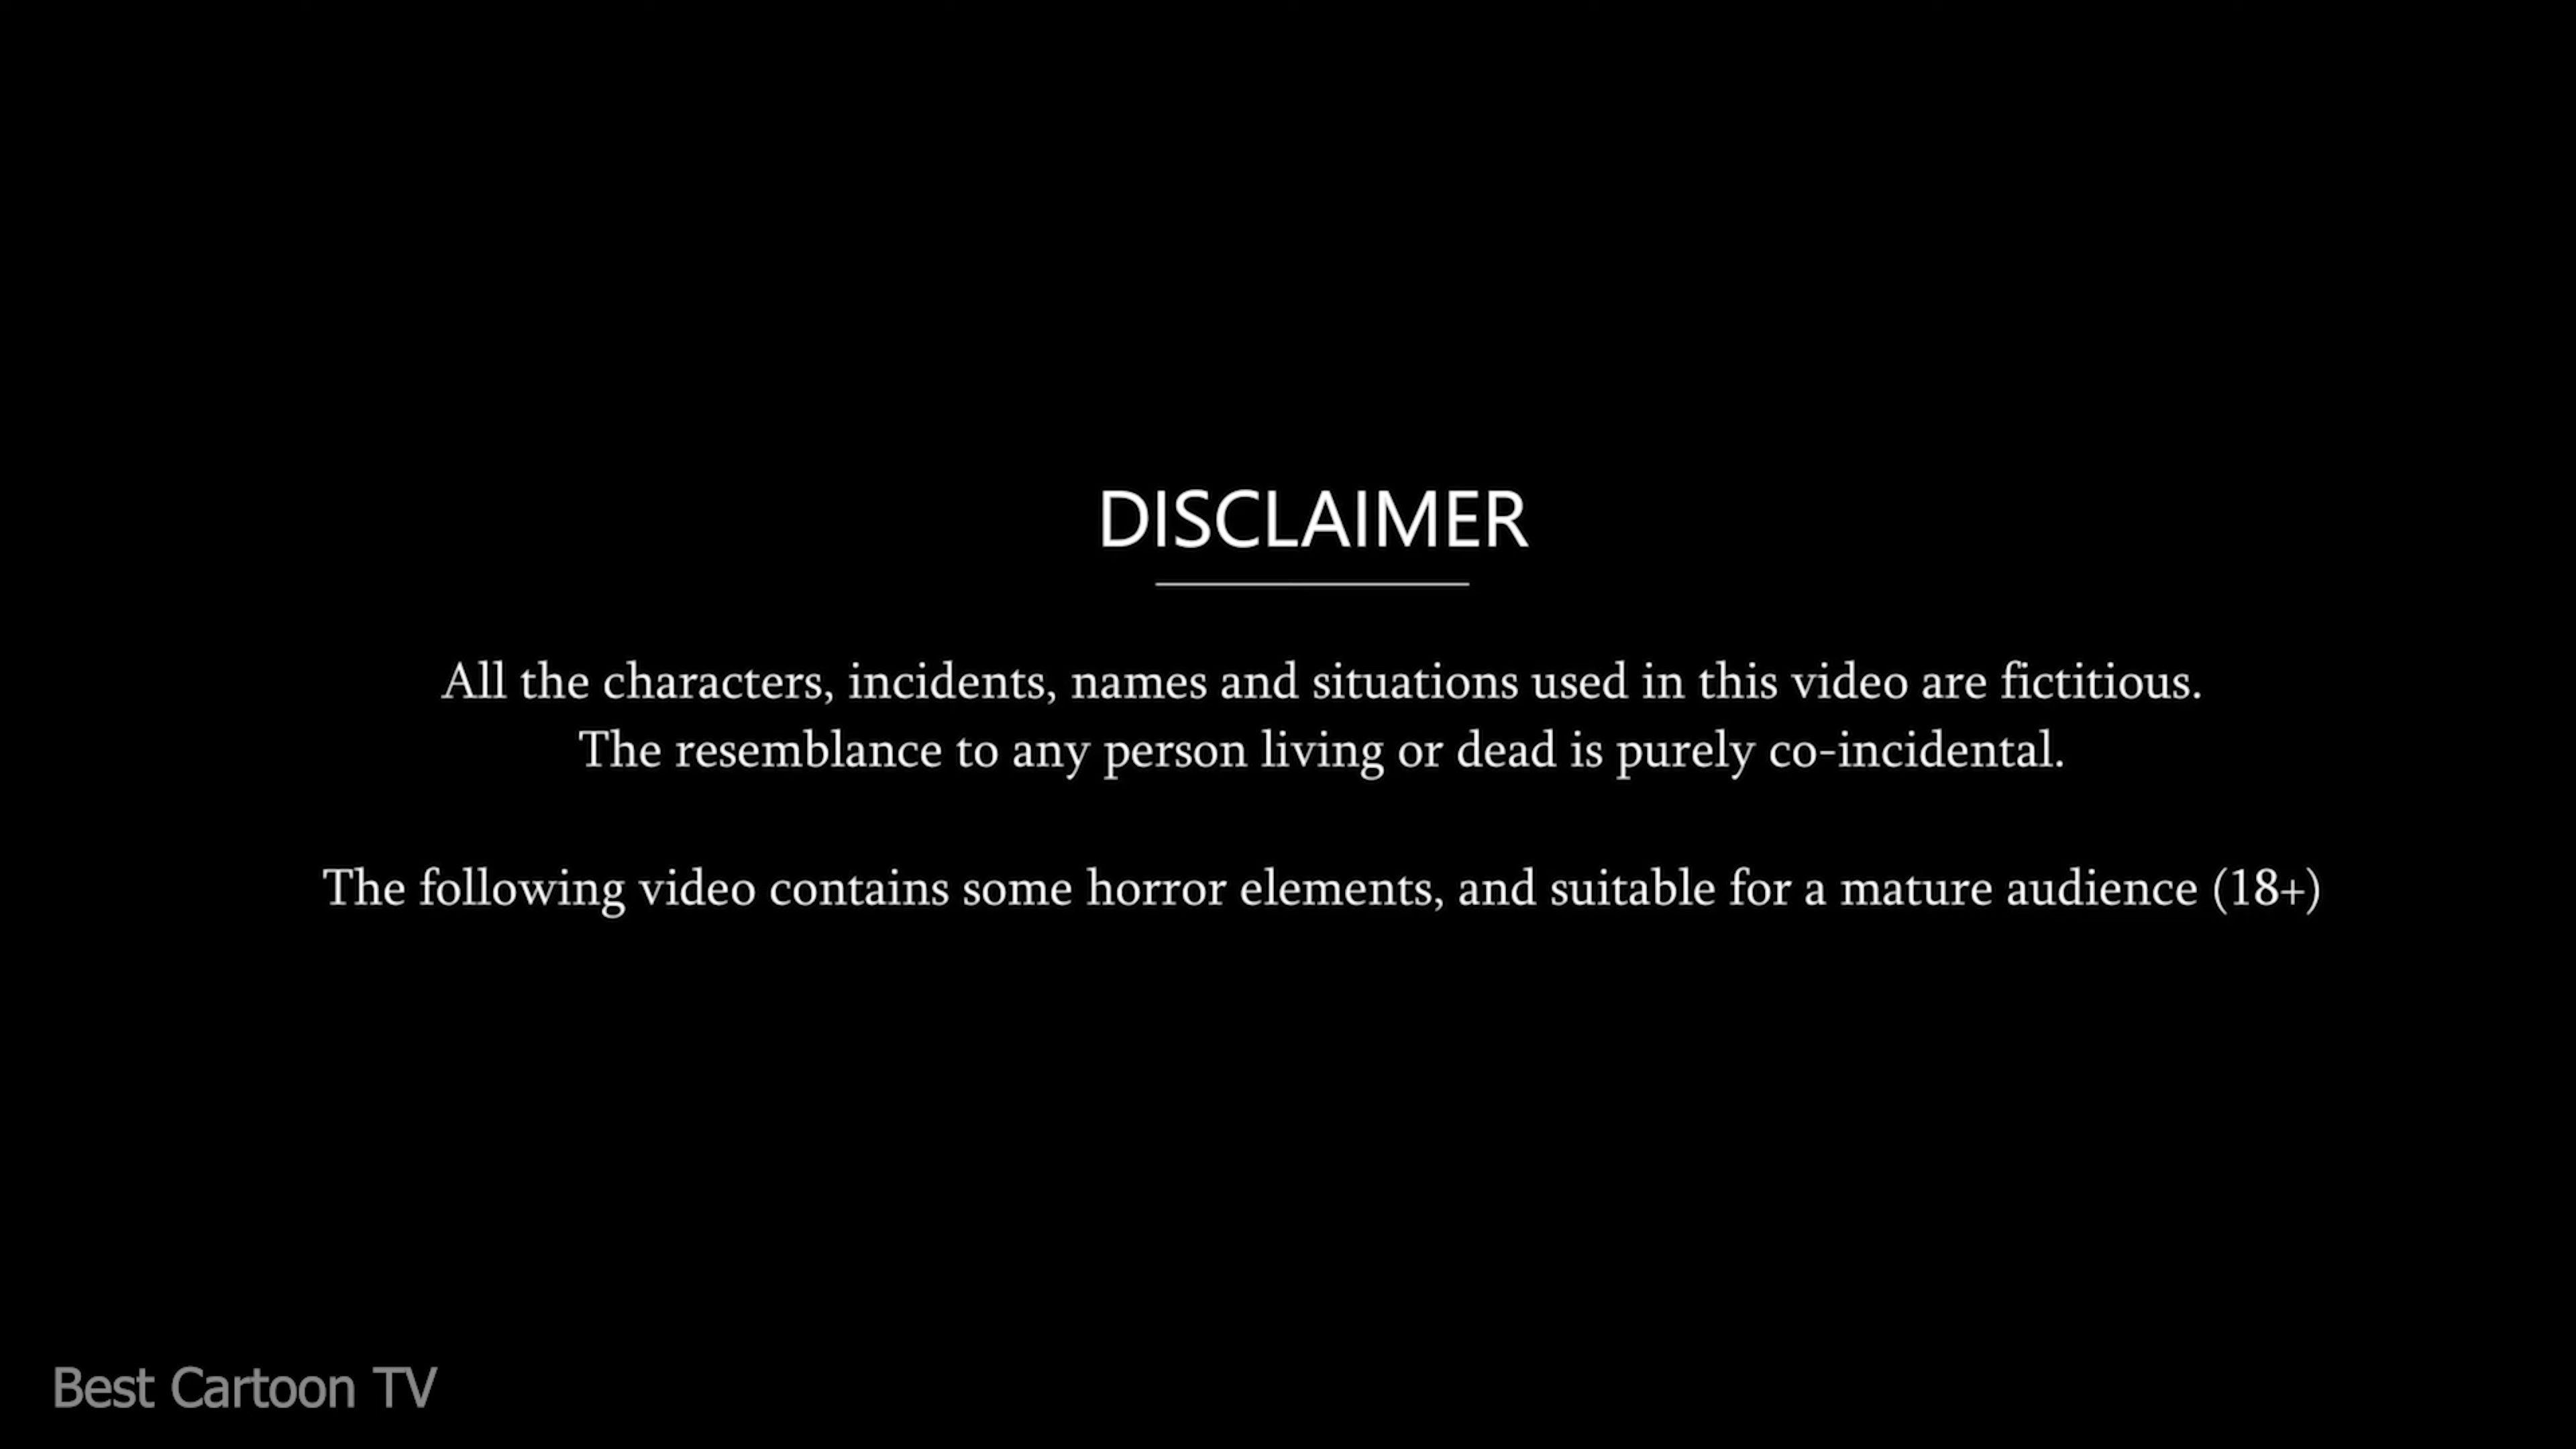 DISCLAIMER
All the characters, incidents, names and situations used in this video are fictitious.
The resemblance to any person living or dead is purely co-incidental.
The following video contains some horror elements, and suitable for a mature audience (18+)
Best Cartoon TV